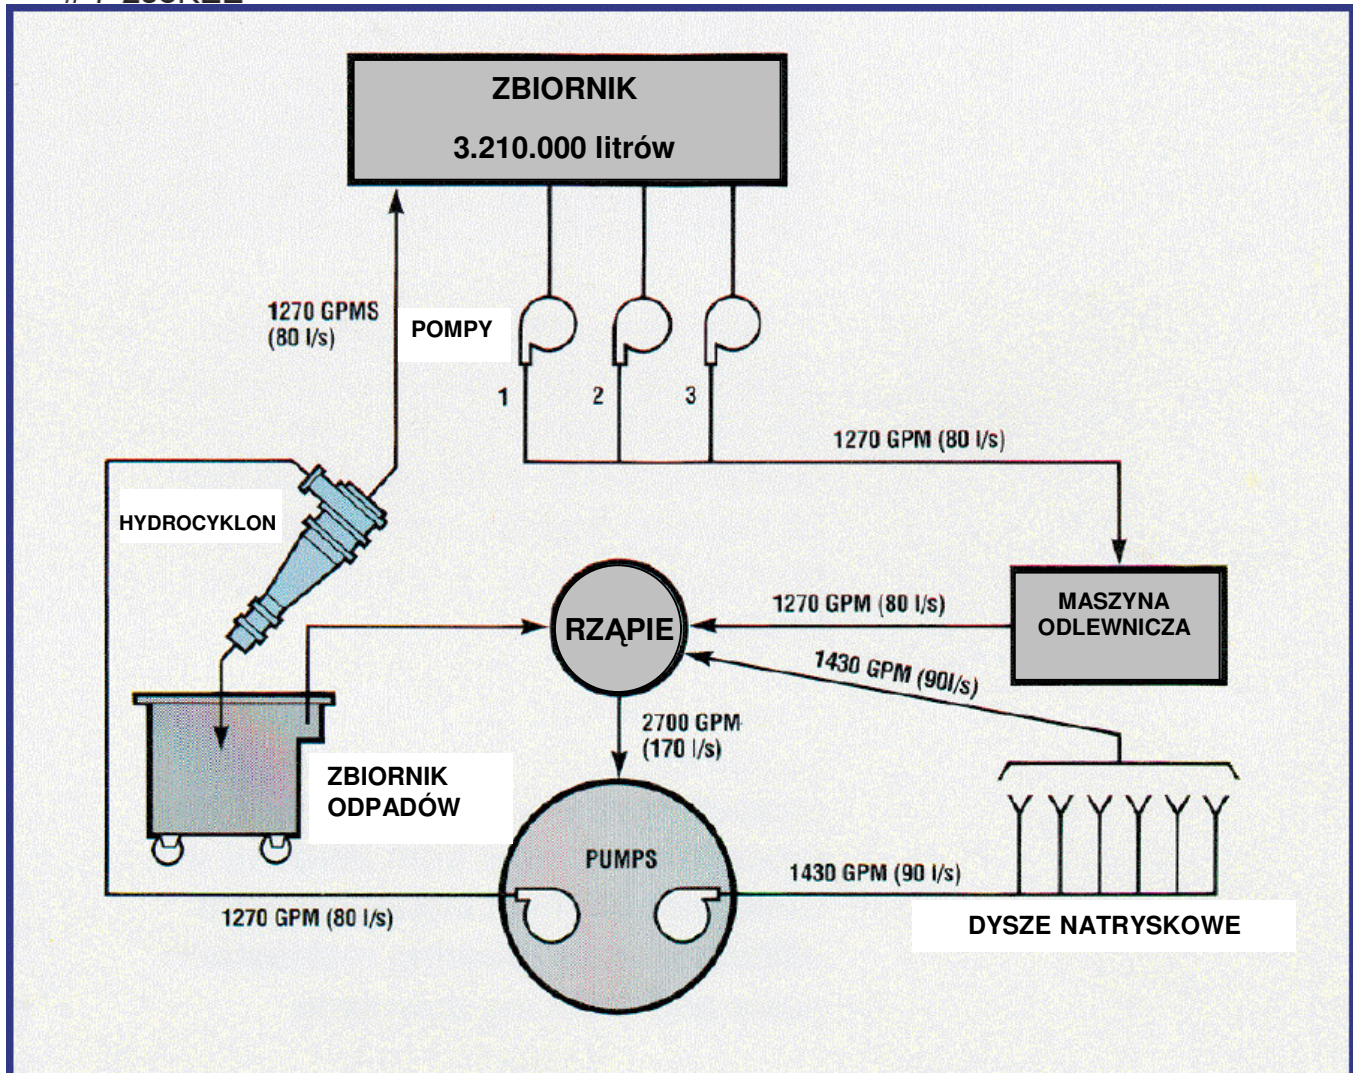 ZBIORNIK
3.210.000 litrów
1270 GPMS
(80 l/s)
POMPY
1
2
3
1270 GPM (80 l/s)
HYDROCYKLON
RZĄPIE
1270 GPM (80 l/s)
MASZYNA
ODLEWNICZA
1430 GPM (90l/s)
2700 GPM
(170 l/s)
ZBIORNIK
ODPADÓW
PUMPS
1430 GPM (90 l/s)
1270 GPM (80 l/s)
DYSZE NATRYSKOWE